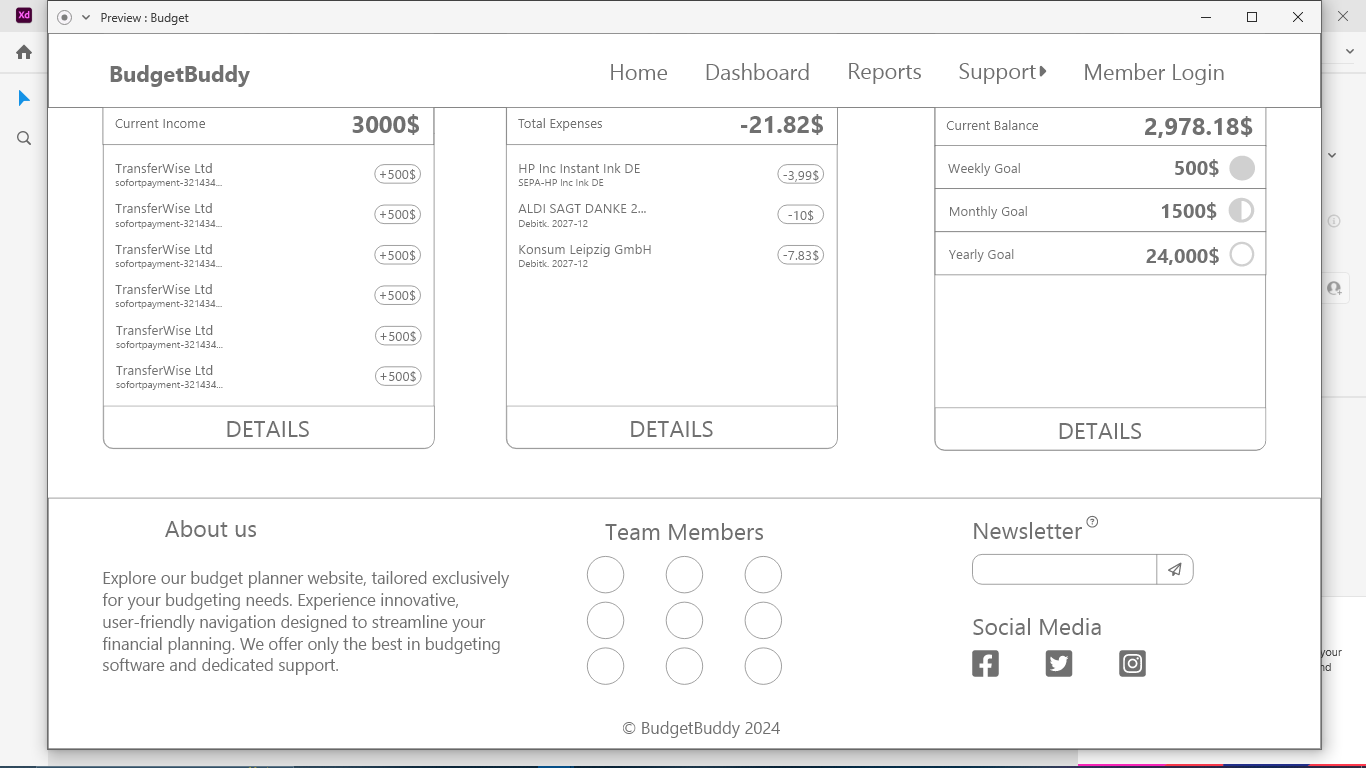 Xd
Preview : Budget
BudgetBuddy
Home
Dashboard
Reports
Support
Member Login
Current Income
3000$
TransferWise Ltd
+500$
sofortpayment-321434...
TransferWise Ltd
+500$
sofortpayment-321434...
TransferWise Ltd
+500$
sofortpayment-321434...
TransferWise Ltd
+500$
sofortpayment-321434...
TransferWise Ltd
+500$
sofortpayment-321434...
TransferWise Ltd
+500$
sofortpayment-321434...
DETAILS
Total Expenses
-21.82$
HP Inc Instant Ink DE
-3,99$
SEPA-HP Inc Ink DE
ALDI SAGT DANKE 2...
-10$
Debitk. 2027-12
Konsum Leipzig GmbH
-7.83$
Debitk. 2027-12
DETAILS
Current Balance
2,978.18$
Weekly Goal
500$
Monthly Goal
1500$
Yearly Goal
24,000$
DETAILS
About us
Explore our budget planner website, tailored exclusively
for your budgeting needs. Experience innovative,
user-friendly navigation designed to streamline your
financial planning. We offer only the best in budgeting
software and dedicated support.
Team Members
Newsletter
?
Social Media
© BudgetBuddy 2024
your